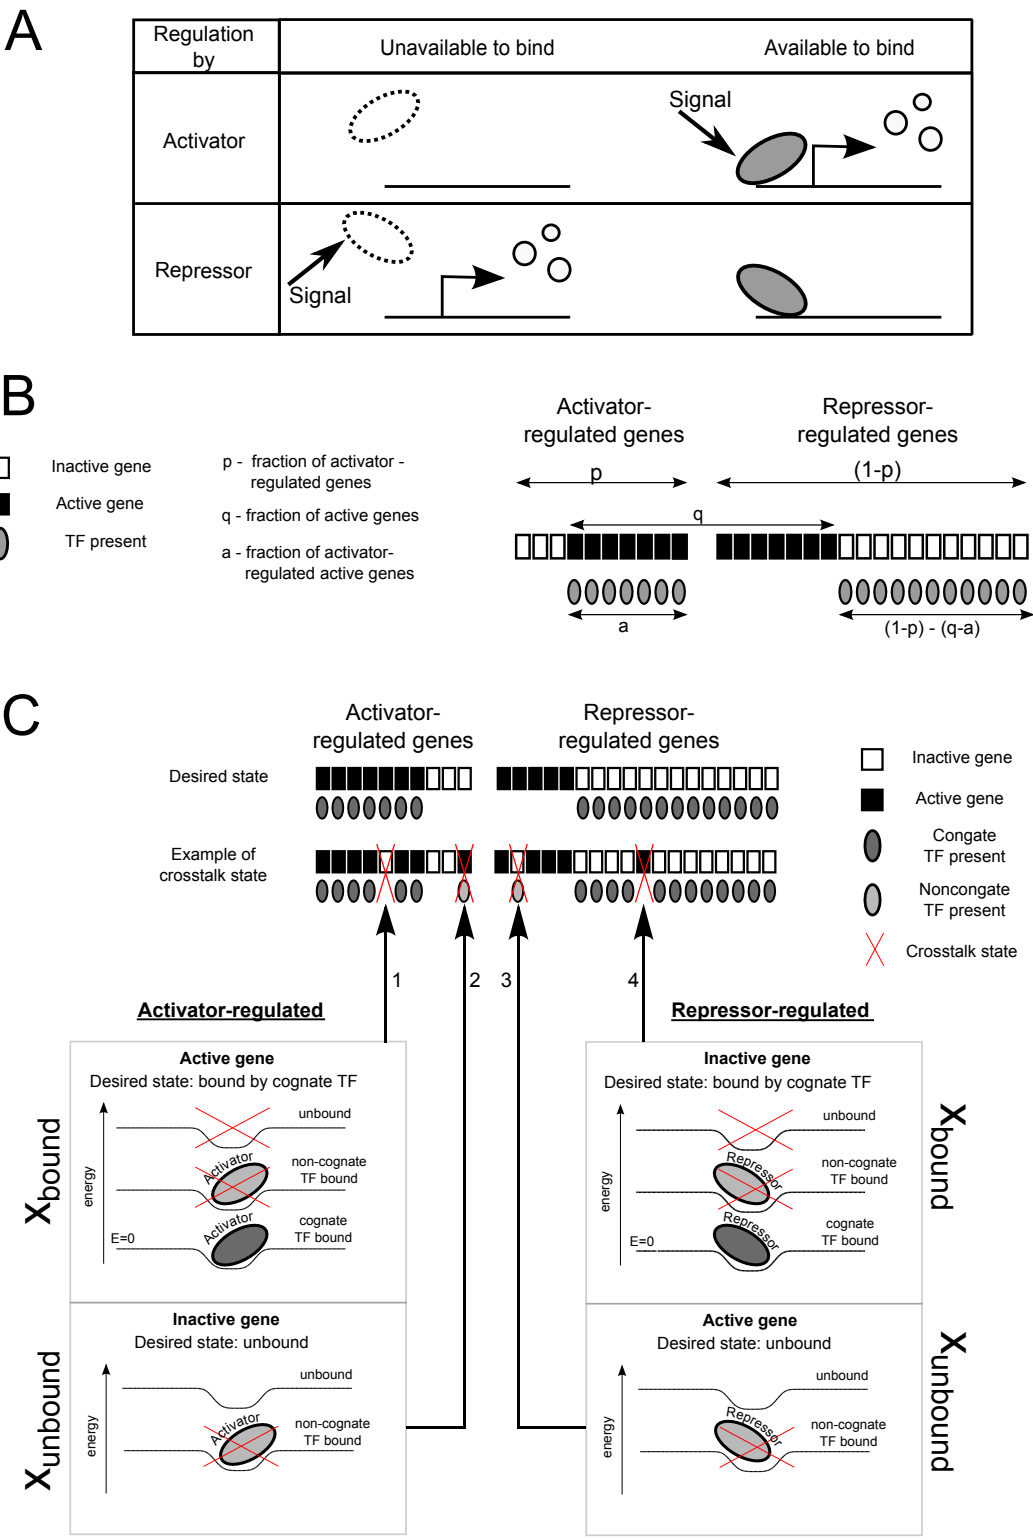 A
Regulation
by
Unavailable to bind
Available to bind
Activator
Signal
Repressor
Signal
B
Inactive gene
Active gene
TF present
p - fraction of activator -
regulated genes
q - fraction of active genes
a - fraction of activator-
regulated active genes
Activator-
regulated genes
Repressor-
regulated genes
p
(1-p)
q
a
(1-p) - (q-a)
C
Activator-
regulated genes
Repressor-
regulated genes
Desired state
Example of
crosstalk state
Inactive gene
Active gene
Congate
TF present
Noncongate
TF present
Crosstalk state
1
2
3
4
Activator-regulated
Repressor-regulated
Xbound
Active gene
Desired state: bound by cognate TF
energy
unbound
Activator
non-cognate
TF bound
Activator
cognate
TF bound
E=0
Xbound
Inactive gene
Desired state: bound by cognate TF
energy
unbound
Repressor
non-cognate
TF bound
Repressor
cognate
TF bound
E=0
Xunbound
Inactive gene
Desired state: unbound
energy
unbound
Activator
non-cognate
TF bound
Xunbound
Active gene
Desired state: unbound
energy
unbound
Repressor
non-cognate
TF bound